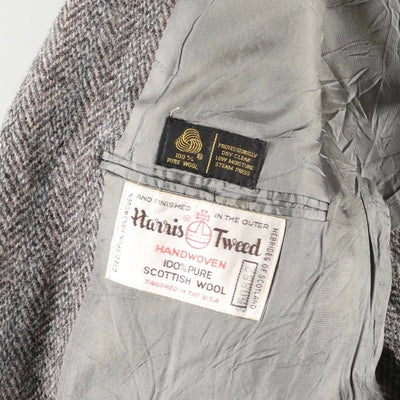 100%
PURE WOOL
®
PROFESSIONALLY
DRY CLEAN
LOW MOISTURE
STEAM PRESS
AND FINISHED
IN THE OUTER
HEBRIDES OF SCOTLAND
Harris Tweed
HANDWOVEN
100% PURE
SCOTTISH WOOL
TAILORED IN THE U.S.A.